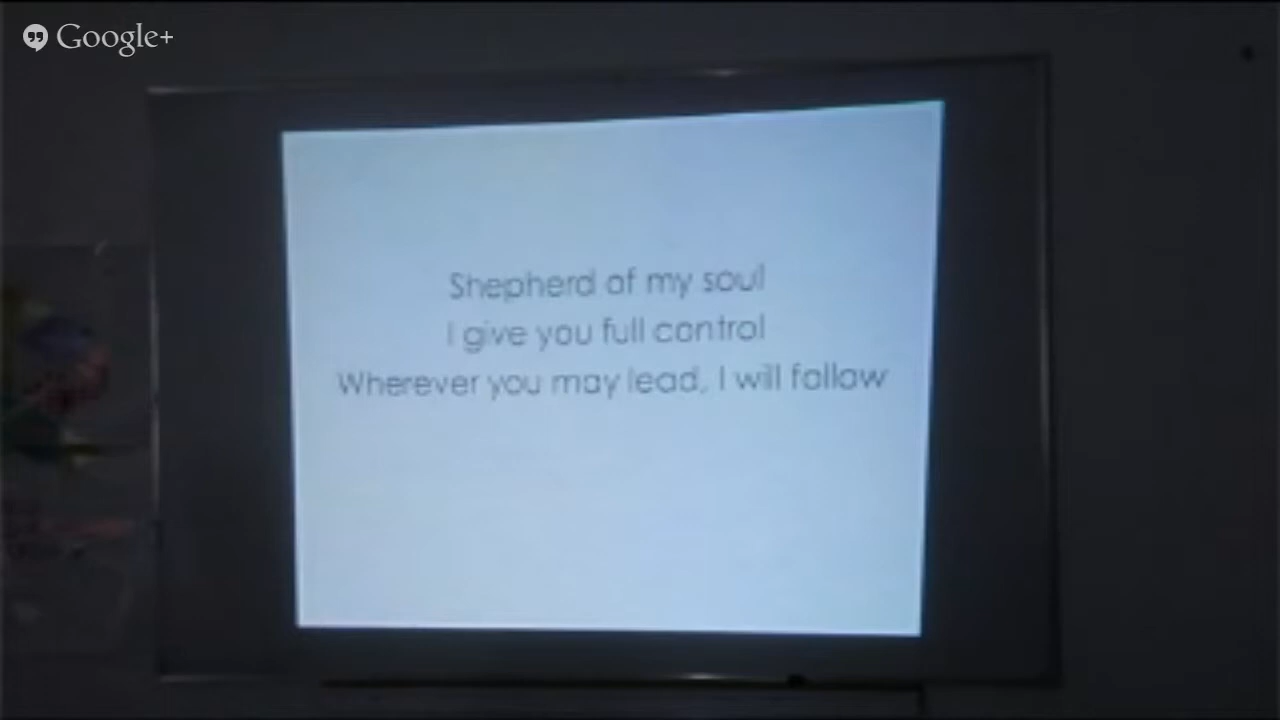 Google+
Shepherd of my soul
I give you full control
Wherever you may lead, I will follow